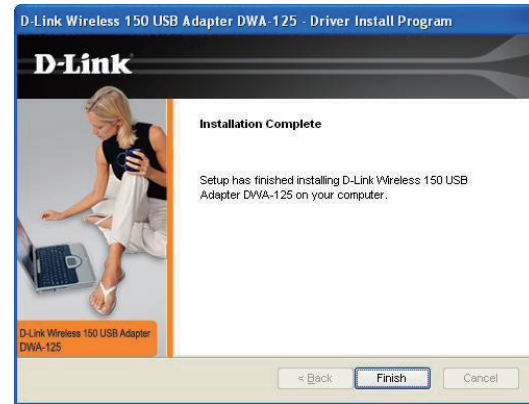 D-Link Wireless 150 USB Adapter DWA-125 - Driver Install Program
D-Link
Installation Complete
Setup has finished installing D-Link Wireless 150 USB
Adapter DWA-125 on your computer.
D-Link Wireless 150 USB Adapter
DWA-125
< Back Finish Cancel